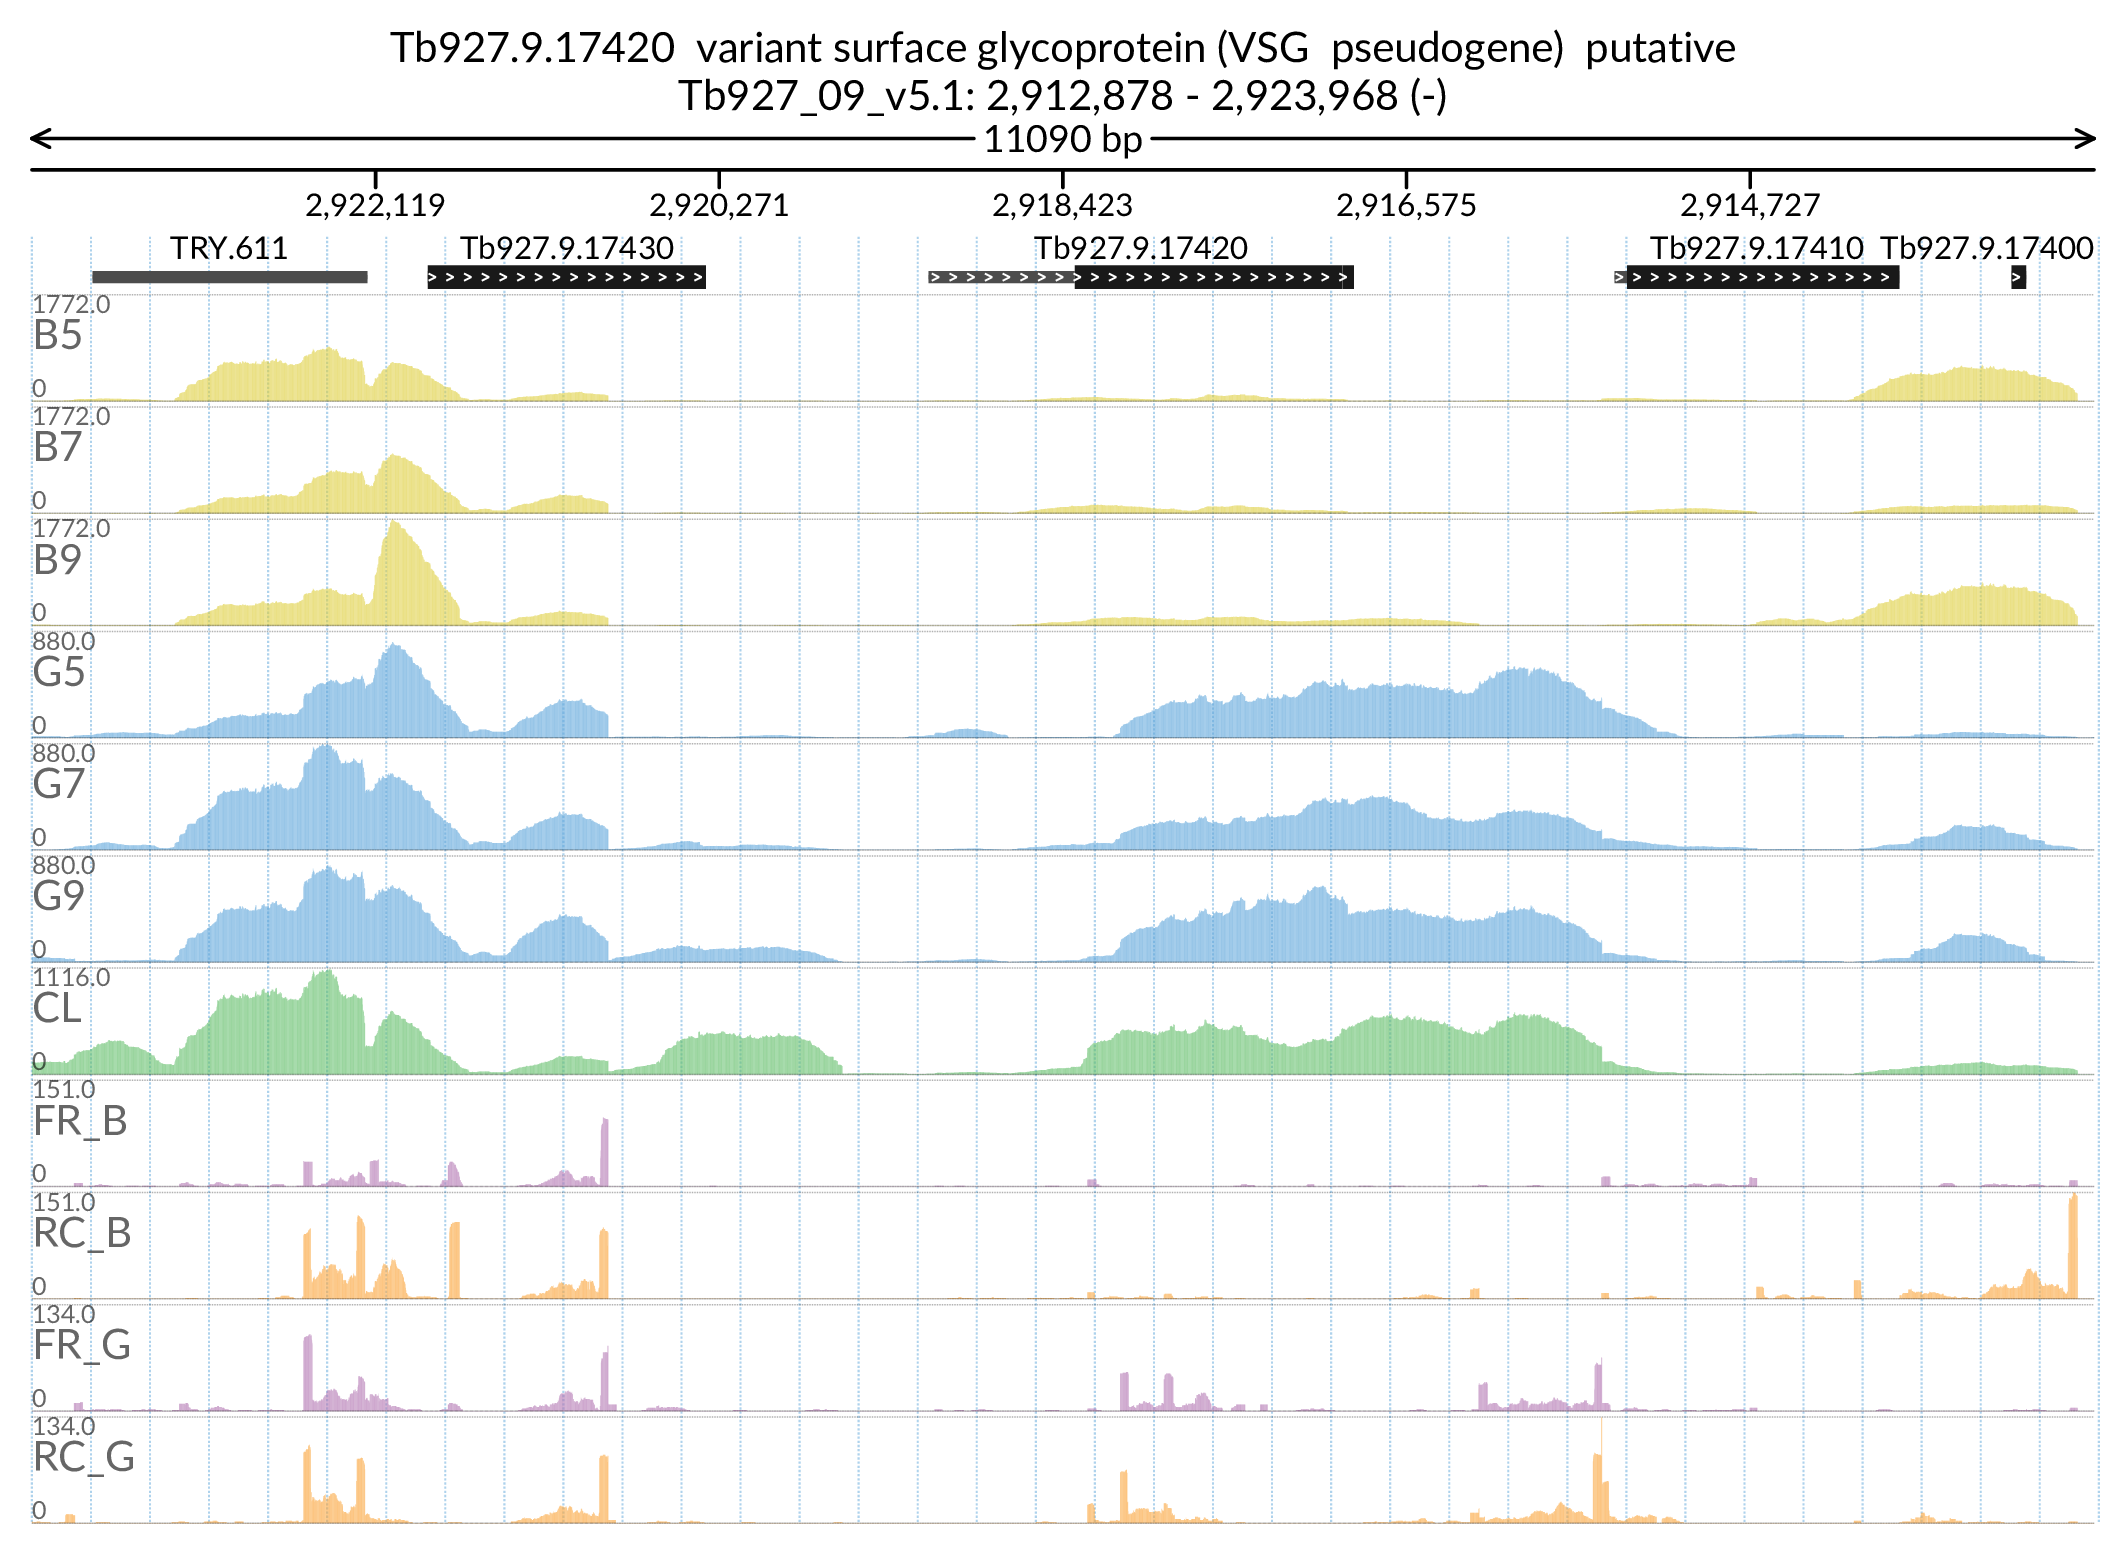 Tb927.9.17420  variant surface glycoprotein (VSG  pseudogene)  putative
Tb927_09_v5.1: 2,912,878 - 2,923,968 (-)
11090 bp
2,922,119 2,920,271 2,918,423 2,916,575 2,914,727
TRY.611 Tb927.9.17430 Tb927.9.17420 Tb927.9.17410 Tb927.9.17400
1772.0
B5
0
1772.0
B7
0
1772.0
B9
0
880.0
G5
0
880.0
G7
0
880.0
G9
0
1116.0
CL
0
151.0
FR_B
0
151.0
RC_B
0
134.0
FR_G
0
134.0
RC_G
0